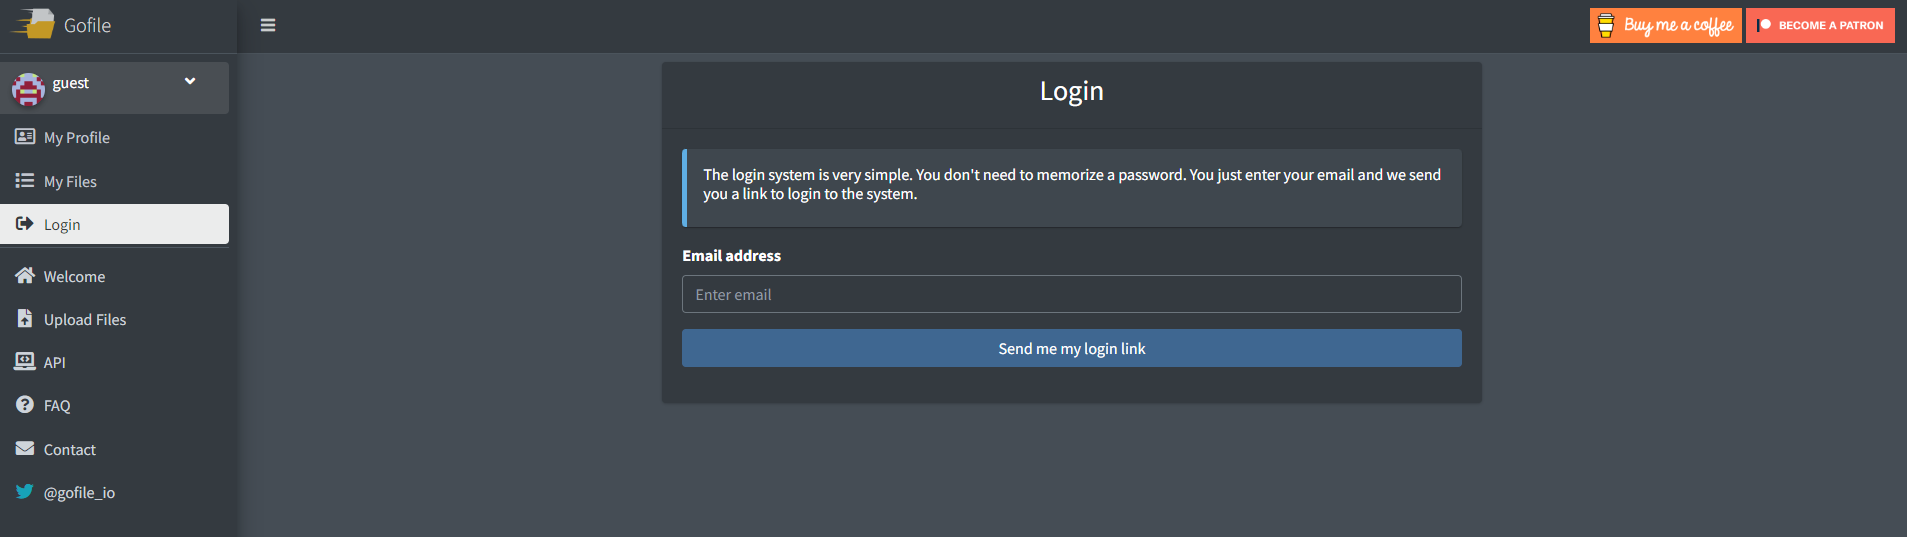 Gofile
Buy me a coffee
BECOME A PATRON
guest
My Profile
My Files
Login
Welcome
Upload Files
API
FAQ
Contact
@gofile_io
Login
The login system is very simple. You don't need to memorize a password. You just enter your email and we send
you a link to login to the system.
Email address
Enter email
Send me my login link